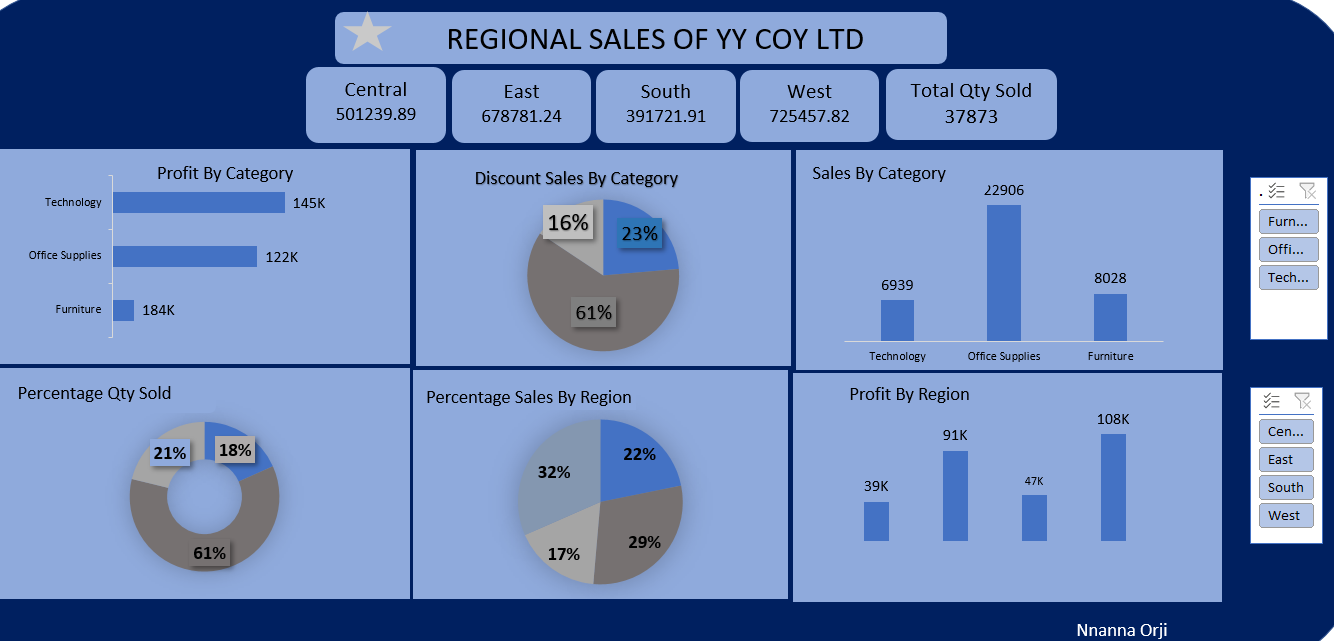 REGIONAL SALES OF YY COY LTD
Central
501239.89
East
678781.24
South
391721.91
West
725457.82
Total Qty Sold
37873
Profit By Category
Technology
145K
Office Supplies
122K
Furniture
184K
Discount Sales By Category
16%
23%
61%
Sales By Category
22906
6939
8028
Technology
Office Supplies
Furniture
.
Furn...
Offi...
Tech...
Percentage Qty Sold
21%
18%
61%
Percentage Sales By Region
22%
32%
29%
17%
Profit By Region
108K
91K
47K
39K
Cen...
East
South
West
Nnanna Orji